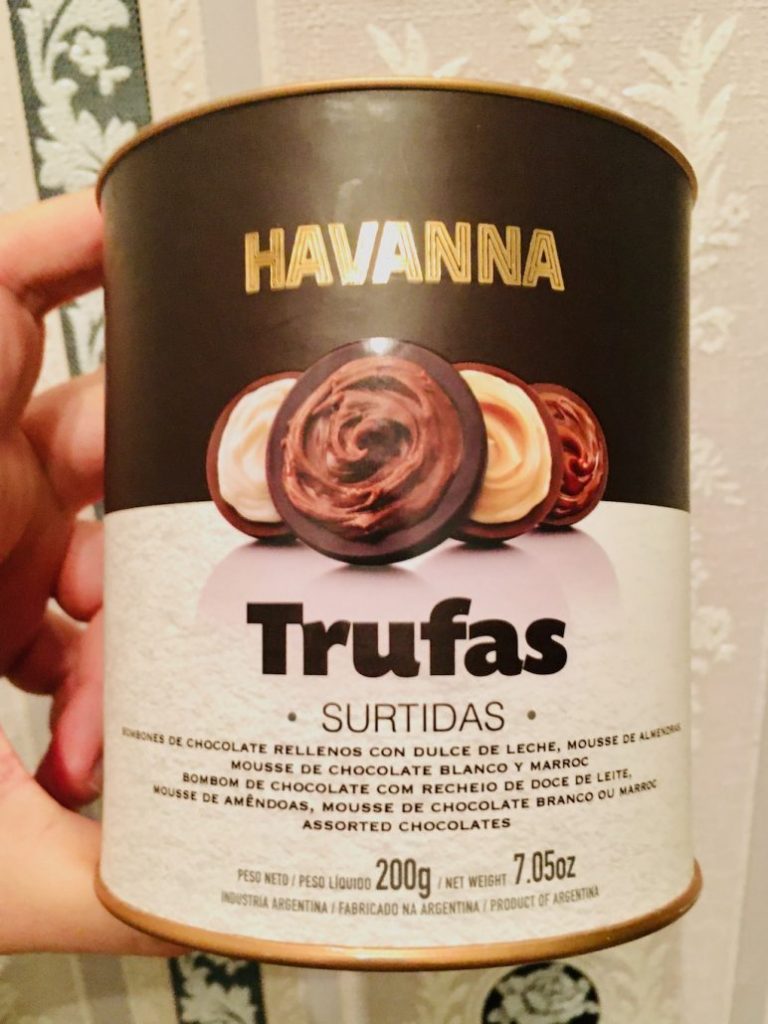 HAVANNA
Trufas
• SURTIDAS •
BOMBONES DE CHOCOLATE RELLENOS CON DULCE DE LECHE, MOUSSE DE ALMENDRAS
MOUSSE DE CHOCOLATE BLANCO Y MARROC
BOMBOM DE CHOCOLATE COM RECHEIO DE DOCE DE LEITE,
MOUSSE DE AMÊNDOAS, MOUSSE DE CHOCOLATE BRANCO OU MARROC
ASSORTED CHOCOLATES
PESO NETO / PESO LÍQUIDO 200g / NET WEIGHT 7.05oz
INDUSTRIA ARGENTINA / FABRICADO NA ARGENTINA / PRODUCT OF ARGENTINA